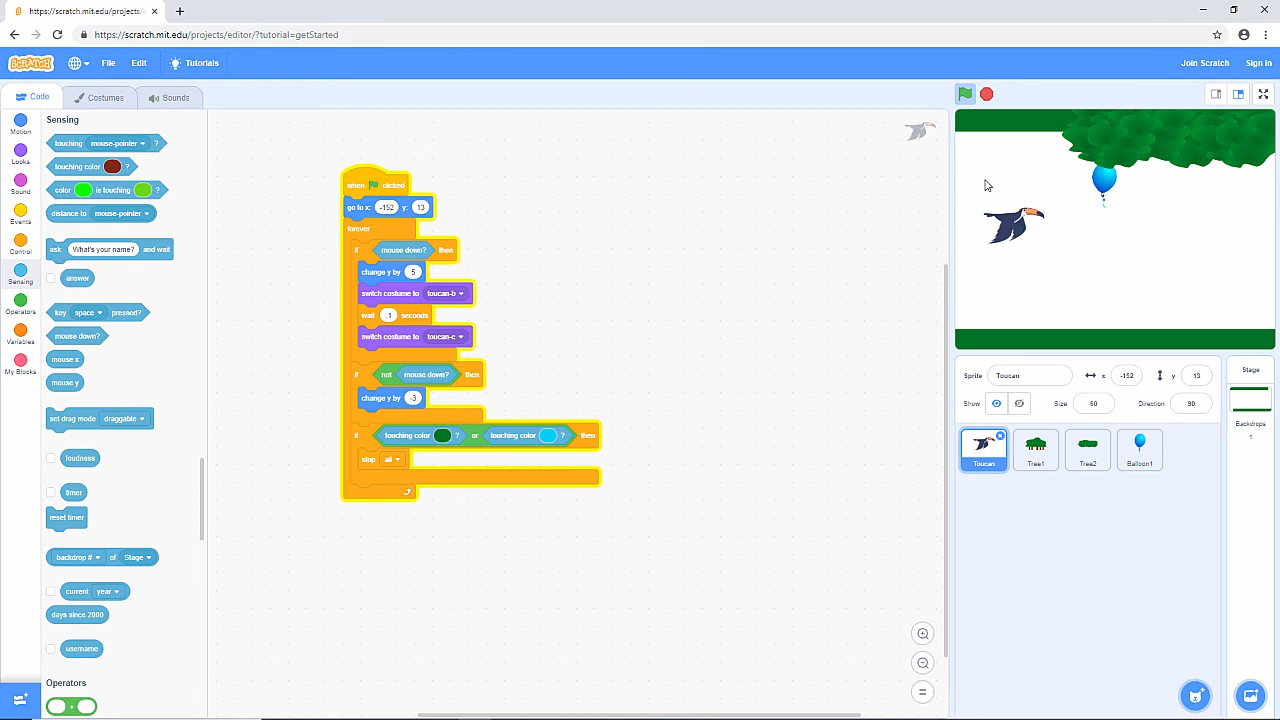 https://scratch.mit.edu/projects/
https://scratch.mit.edu/projects/editor/?tutorial=getStarted
SCRATCH File Edit Tutorials Join Scratch Sign in
Code Costumes Sounds
Motion
Looks
Sound
Events
Control
Sensing
Operators
Variables
My Blocks
Sensing
touching mouse-pointer ?
touching color ?
color is touching ?
distance to mouse-pointer
ask What's your name? and wait
answer
key space pressed?
mouse down?
mouse x
mouse y
set drag mode draggable
loudness
timer
reset timer
backdrop # of Stage
current year
days since 2000
username
Operators
+
when clicked
go to x: -152 y: 13
forever
if mouse down? then
change y by 5
switch costume to toucan-b
wait .1 seconds
switch costume to toucan-c
if not mouse down? then
change y by -3
if touching color ? or touching color ? then
stop all
Sprite Toucan x -152 y 13
Show Size 60 Direction 90
Toucan Tree1 Tree2 Balloon1
Stage
Backdrops
1